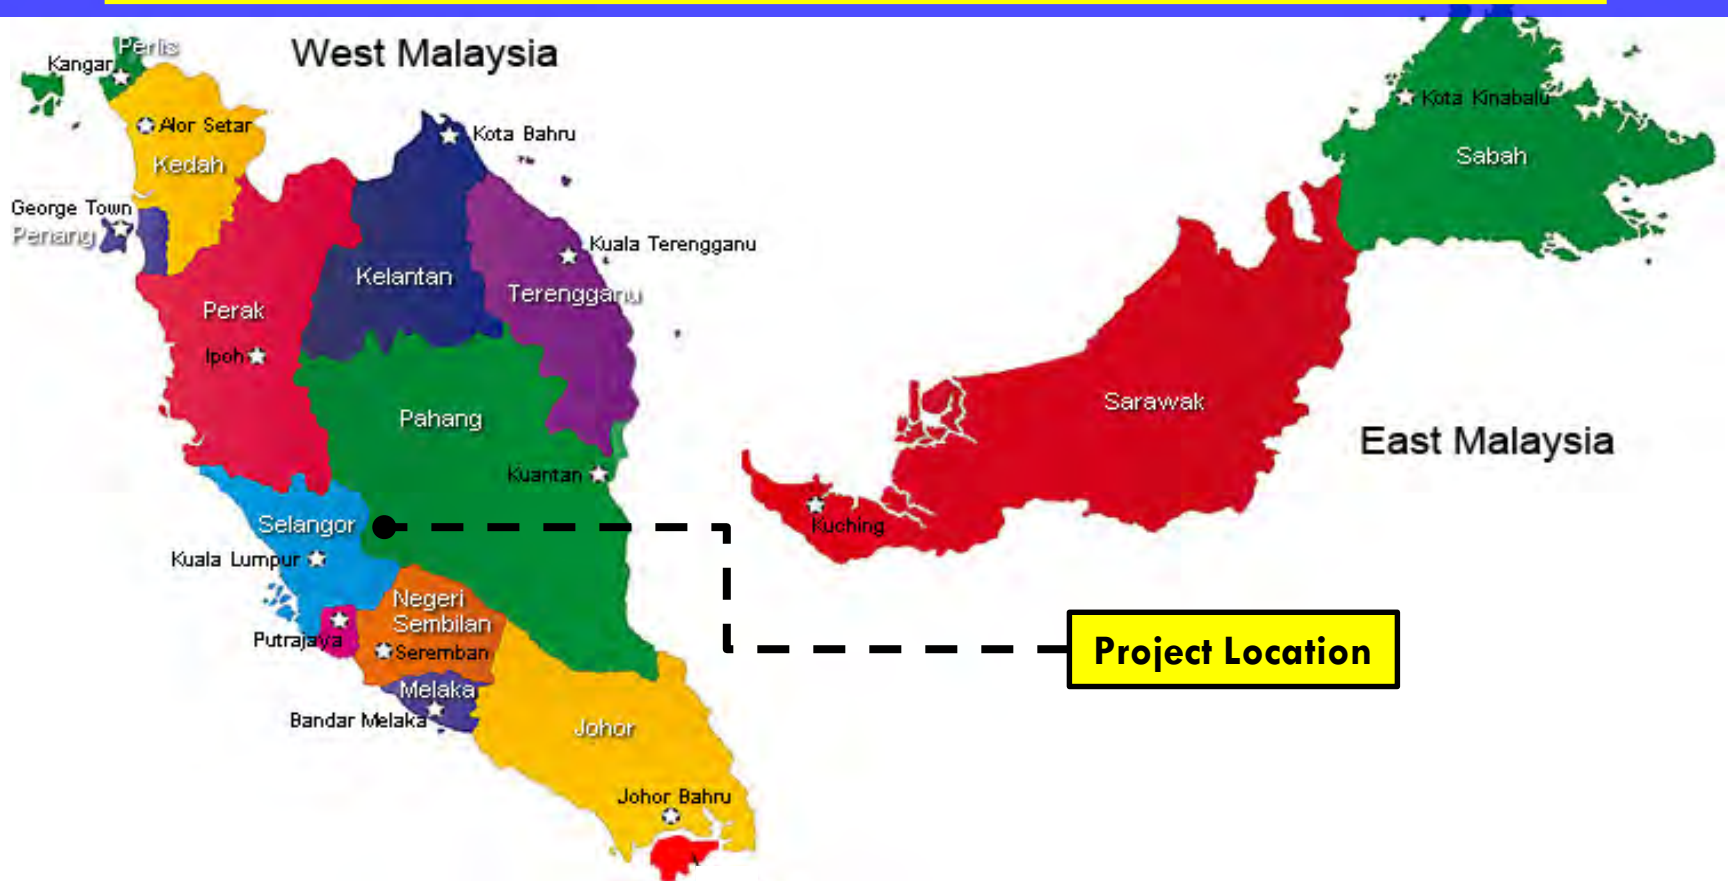 West Malaysia
Perlis
Kangar
Alor Setar
Kedah
George Town
Penang
Kota Bahru
Kuala Terengganu
Kelantan
Terengganu
Perak
Ipoh
Pahang
Kuantan
Selangor
Kuala Lumpur
Negeri
Sembilan
Putrajaya
Seremban
Melaka
Bandar Melaka
Johor
Johor Bahru
Kota Kinabalu
Sabah
Sarawak
East Malaysia
Kuching
Project Location